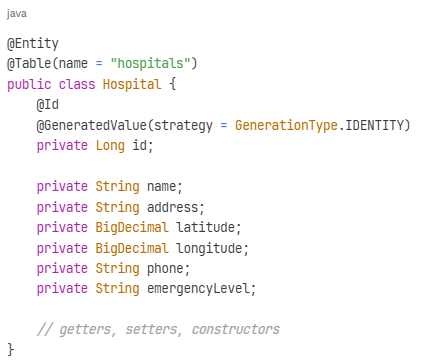 java
@Entity
@Table(name = "hospitals")
public class Hospital {
    @Id
    @GeneratedValue(strategy = GenerationType.IDENTITY)
    private Long id;

    private String name;
    private String address;
    private BigDecimal latitude;
    private BigDecimal longitude;
    private String phone;
    private String emergencyLevel;

    // getters, setters, constructors
}